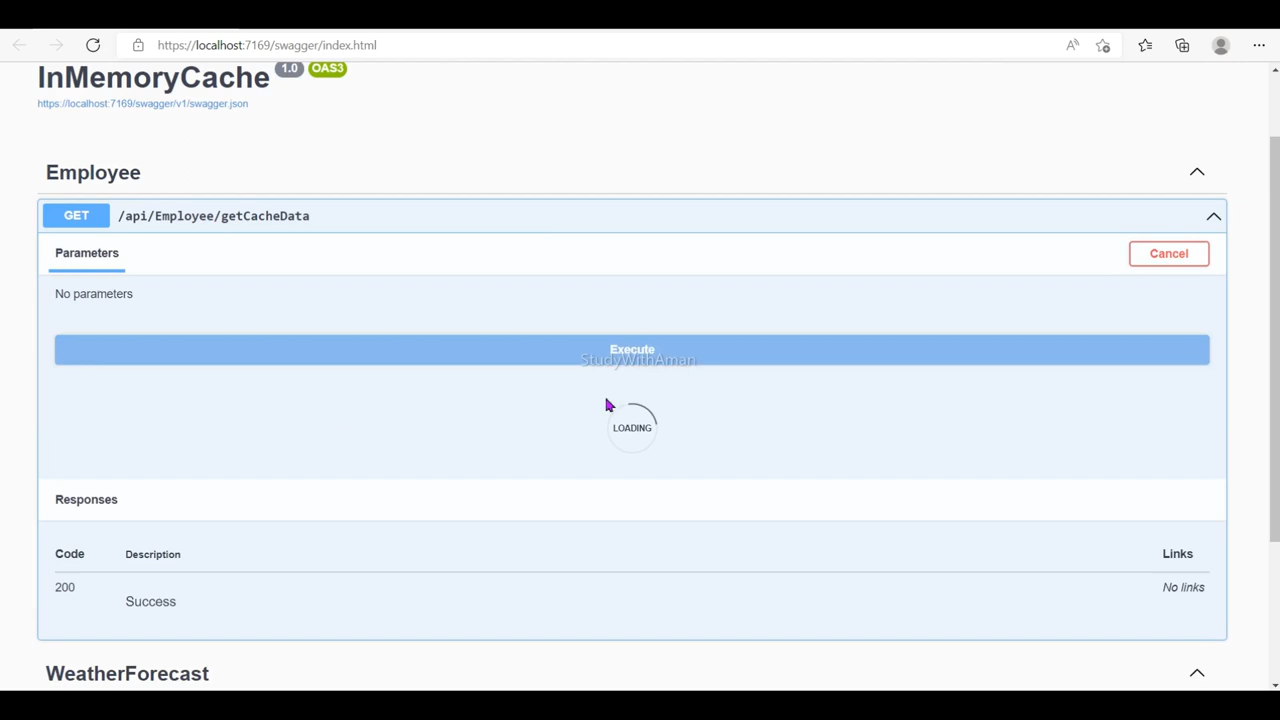 https://localhost:7169/swagger/index.html
InMemoryCache 1.0 OAS3
https://localhost:7169/swagger/v1/swagger.json
Employee
GET /api/Employee/getCacheData
Parameters Cancel
No parameters
Execute
StudyWithAman
LOADING
Responses
Code Description Links
200 Success No links
WeatherForecast